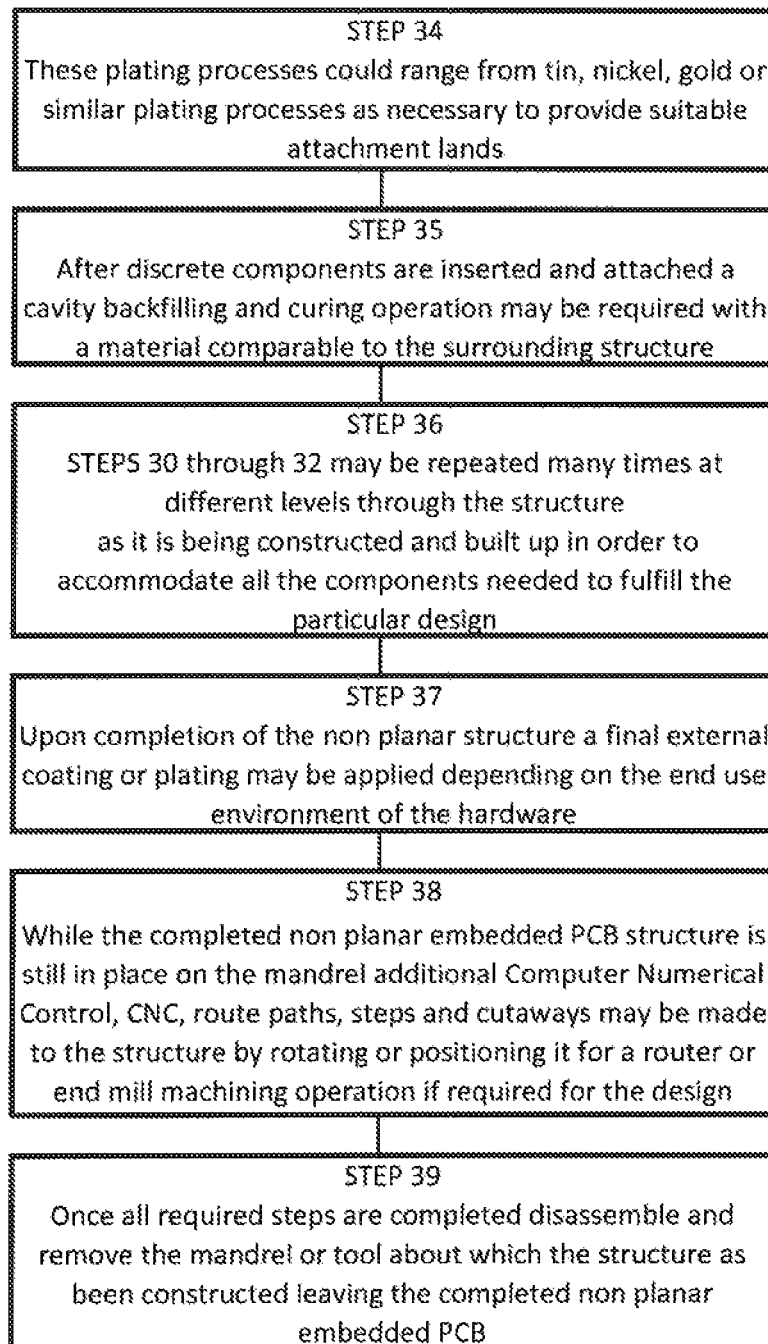 STEP 34
These plating processes could range from tin, nickel, gold or
similar plating processes as necessary to provide suitable
attachment lands
STEP 35
After discrete components are inserted and attached a
cavity backfilling and curing operation may be required with
a material comparable to the surrounding structure
STEP 36
STEPS 30 through 32 may be repeated many times at
different levels through the structure
as it is being constructed and built up in order to
accommodate all the components needed to fulfill the
particular design
STEP 37
Upon completion of the non planar structure a final external
coating or plating may be applied depending on the end use
environment of the hardware
STEP 38
While the completed non planar embedded PCB structure is
still in place on the mandrel additional Computer Numerical
Control, CNC, route paths, steps and cutaways may be made
to the structure by rotating or positioning it for a router or
end mill machining operation if required for the design
STEP 39
Once all required steps are completed disassemble and
remove the mandrel or tool about which the structure as
been constructed leaving the completed non planar
embedded PCB